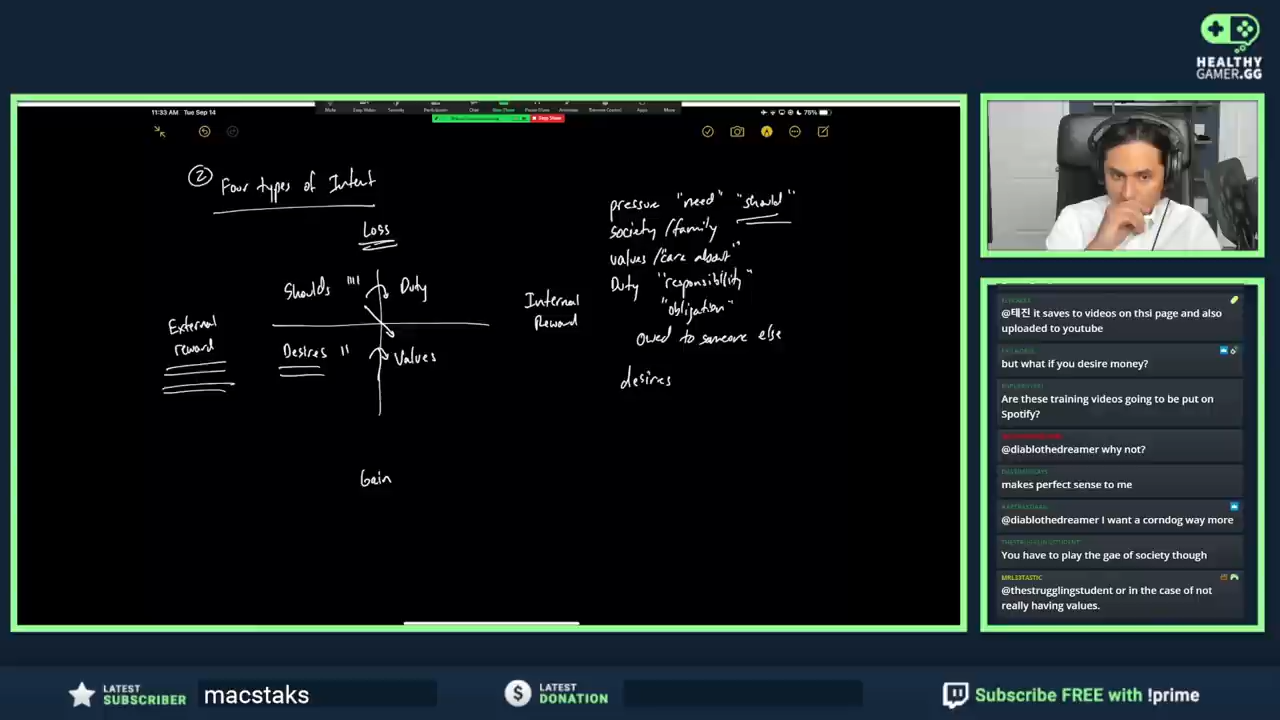 HEALTHY
GAMER.GG
11:33 AM Tue Sep 14
75%
② Four types of Intent
Loss
Shoulds
Duty
External
reward
Internal
Reward
Desires
Values
Gain
pressure "need" "should"
society/family
values/care about"
Duty "responsibility"
"obligation"
owed to someone else
desires
@태진 it saves to videos on thsi page and also
uploaded to youtube
but what if you desire money?
Are these training videos going to be put on
Spotify?
@diablothedreamer why not?
makes perfect sense to me
@diablothedreamer I want a corndog way more
You have to play the gae of society though
MRL33TASTIC
@thestrugglingstudent or in the case of not
really having values.
LATEST
SUBSCRIBER
macstaks
LATEST
DONATION
Subscribe FREE with !prime